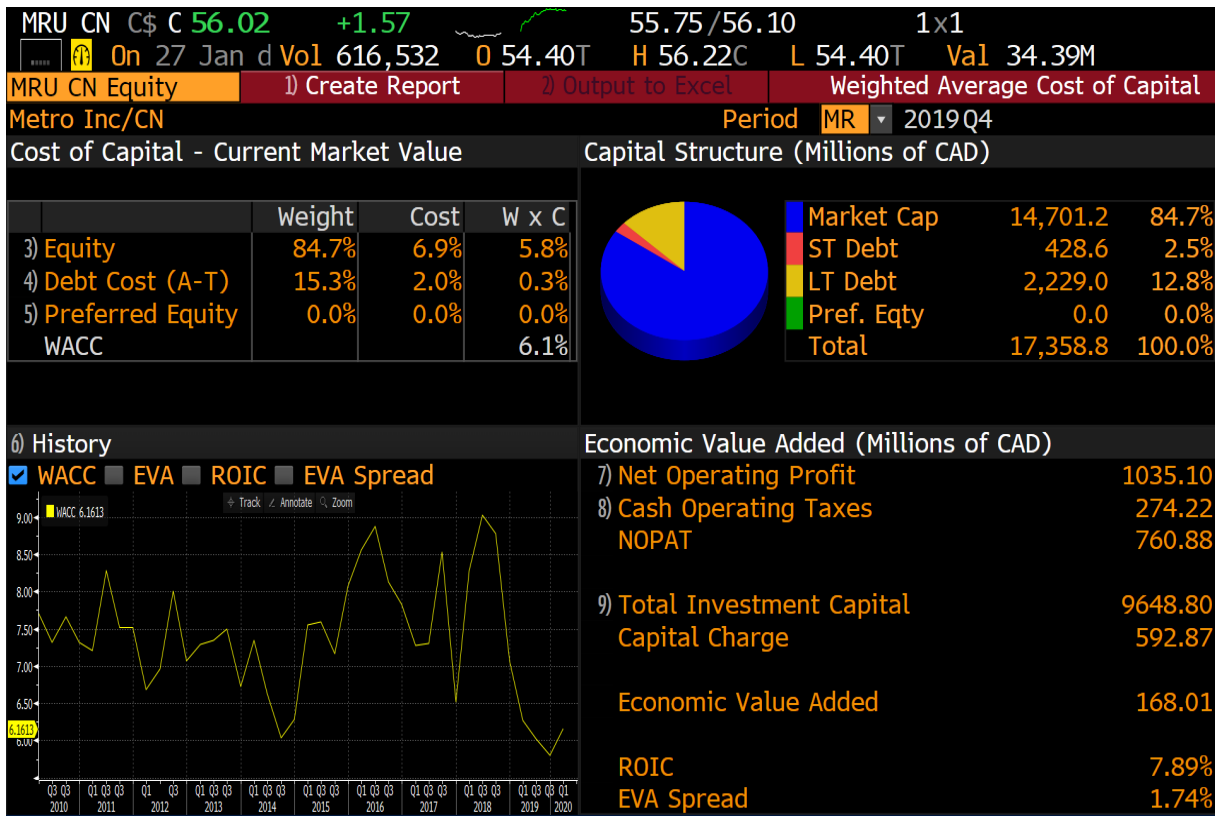 MRU CN C$ C 56.02 +1.57 55.75/56.10 1x1
On 27 Jan d Vol 616,532 O 54.40T H 56.22C L 54.40T Val 34.39M
MRU CN Equity 1) Create Report 2) Output to Excel Weighted Average Cost of Capital
Metro Inc/CN Period MR 2019 Q4
Cost of Capital - Current Market Value
Weight Cost W x C
3) Equity 84.7% 6.9% 5.8%
4) Debt Cost (A-T) 15.3% 2.0% 0.3%
5) Preferred Equity 0.0% 0.0% 0.0%
WACC 6.1%
Capital Structure (Millions of CAD)
Market Cap 14,701.2 84.7%
ST Debt 428.6 2.5%
LT Debt 2,229.0 12.8%
Pref. Eqty 0.0 0.0%
Total 17,358.8 100.0%
6) History
WACC EVA ROIC EVA Spread
Track Annotate Zoom
WACC 6.1613
9.00
8.50
8.00
7.50
7.00
6.50
6.1613
6.00
Q3 Q3 Q1 Q3 Q3 Q1 Q3 Q1 Q3 Q3 Q1 Q3 Q3 Q1 Q3 Q3 Q1 Q3 Q3 Q1 Q3 Q3 Q1 Q3 Q3 Q1 Q3 Q3 Q1
2010 2011 2012 2013 2014 2015 2016 2017 2018 2019 2020
Economic Value Added (Millions of CAD)
7) Net Operating Profit 1035.10
8) Cash Operating Taxes 274.22
NOPAT 760.88
9) Total Investment Capital 9648.80
Capital Charge 592.87
Economic Value Added 168.01
ROIC 7.89%
EVA Spread 1.74%